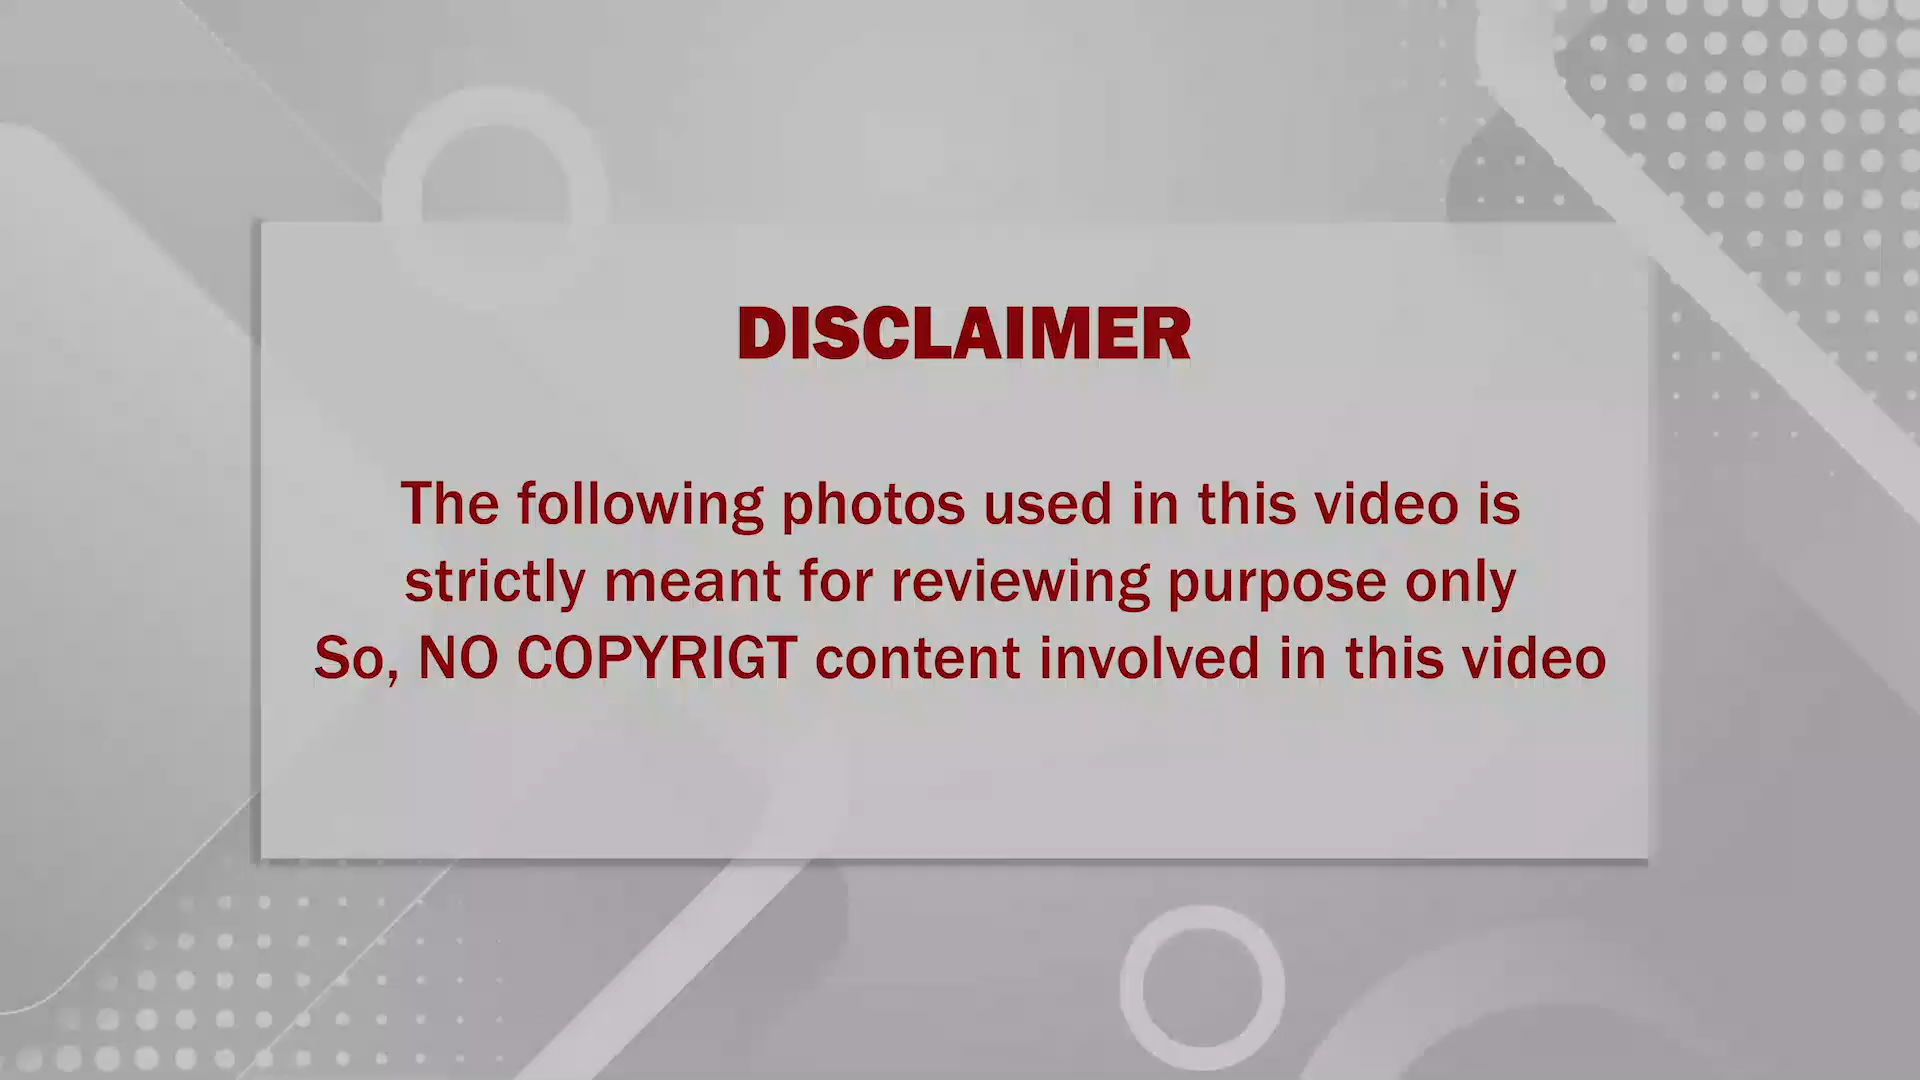 DISCLAIMER
The following photos used in this video is
strictly meant for reviewing purpose only
So, NO COPYRIGT content involved in this video